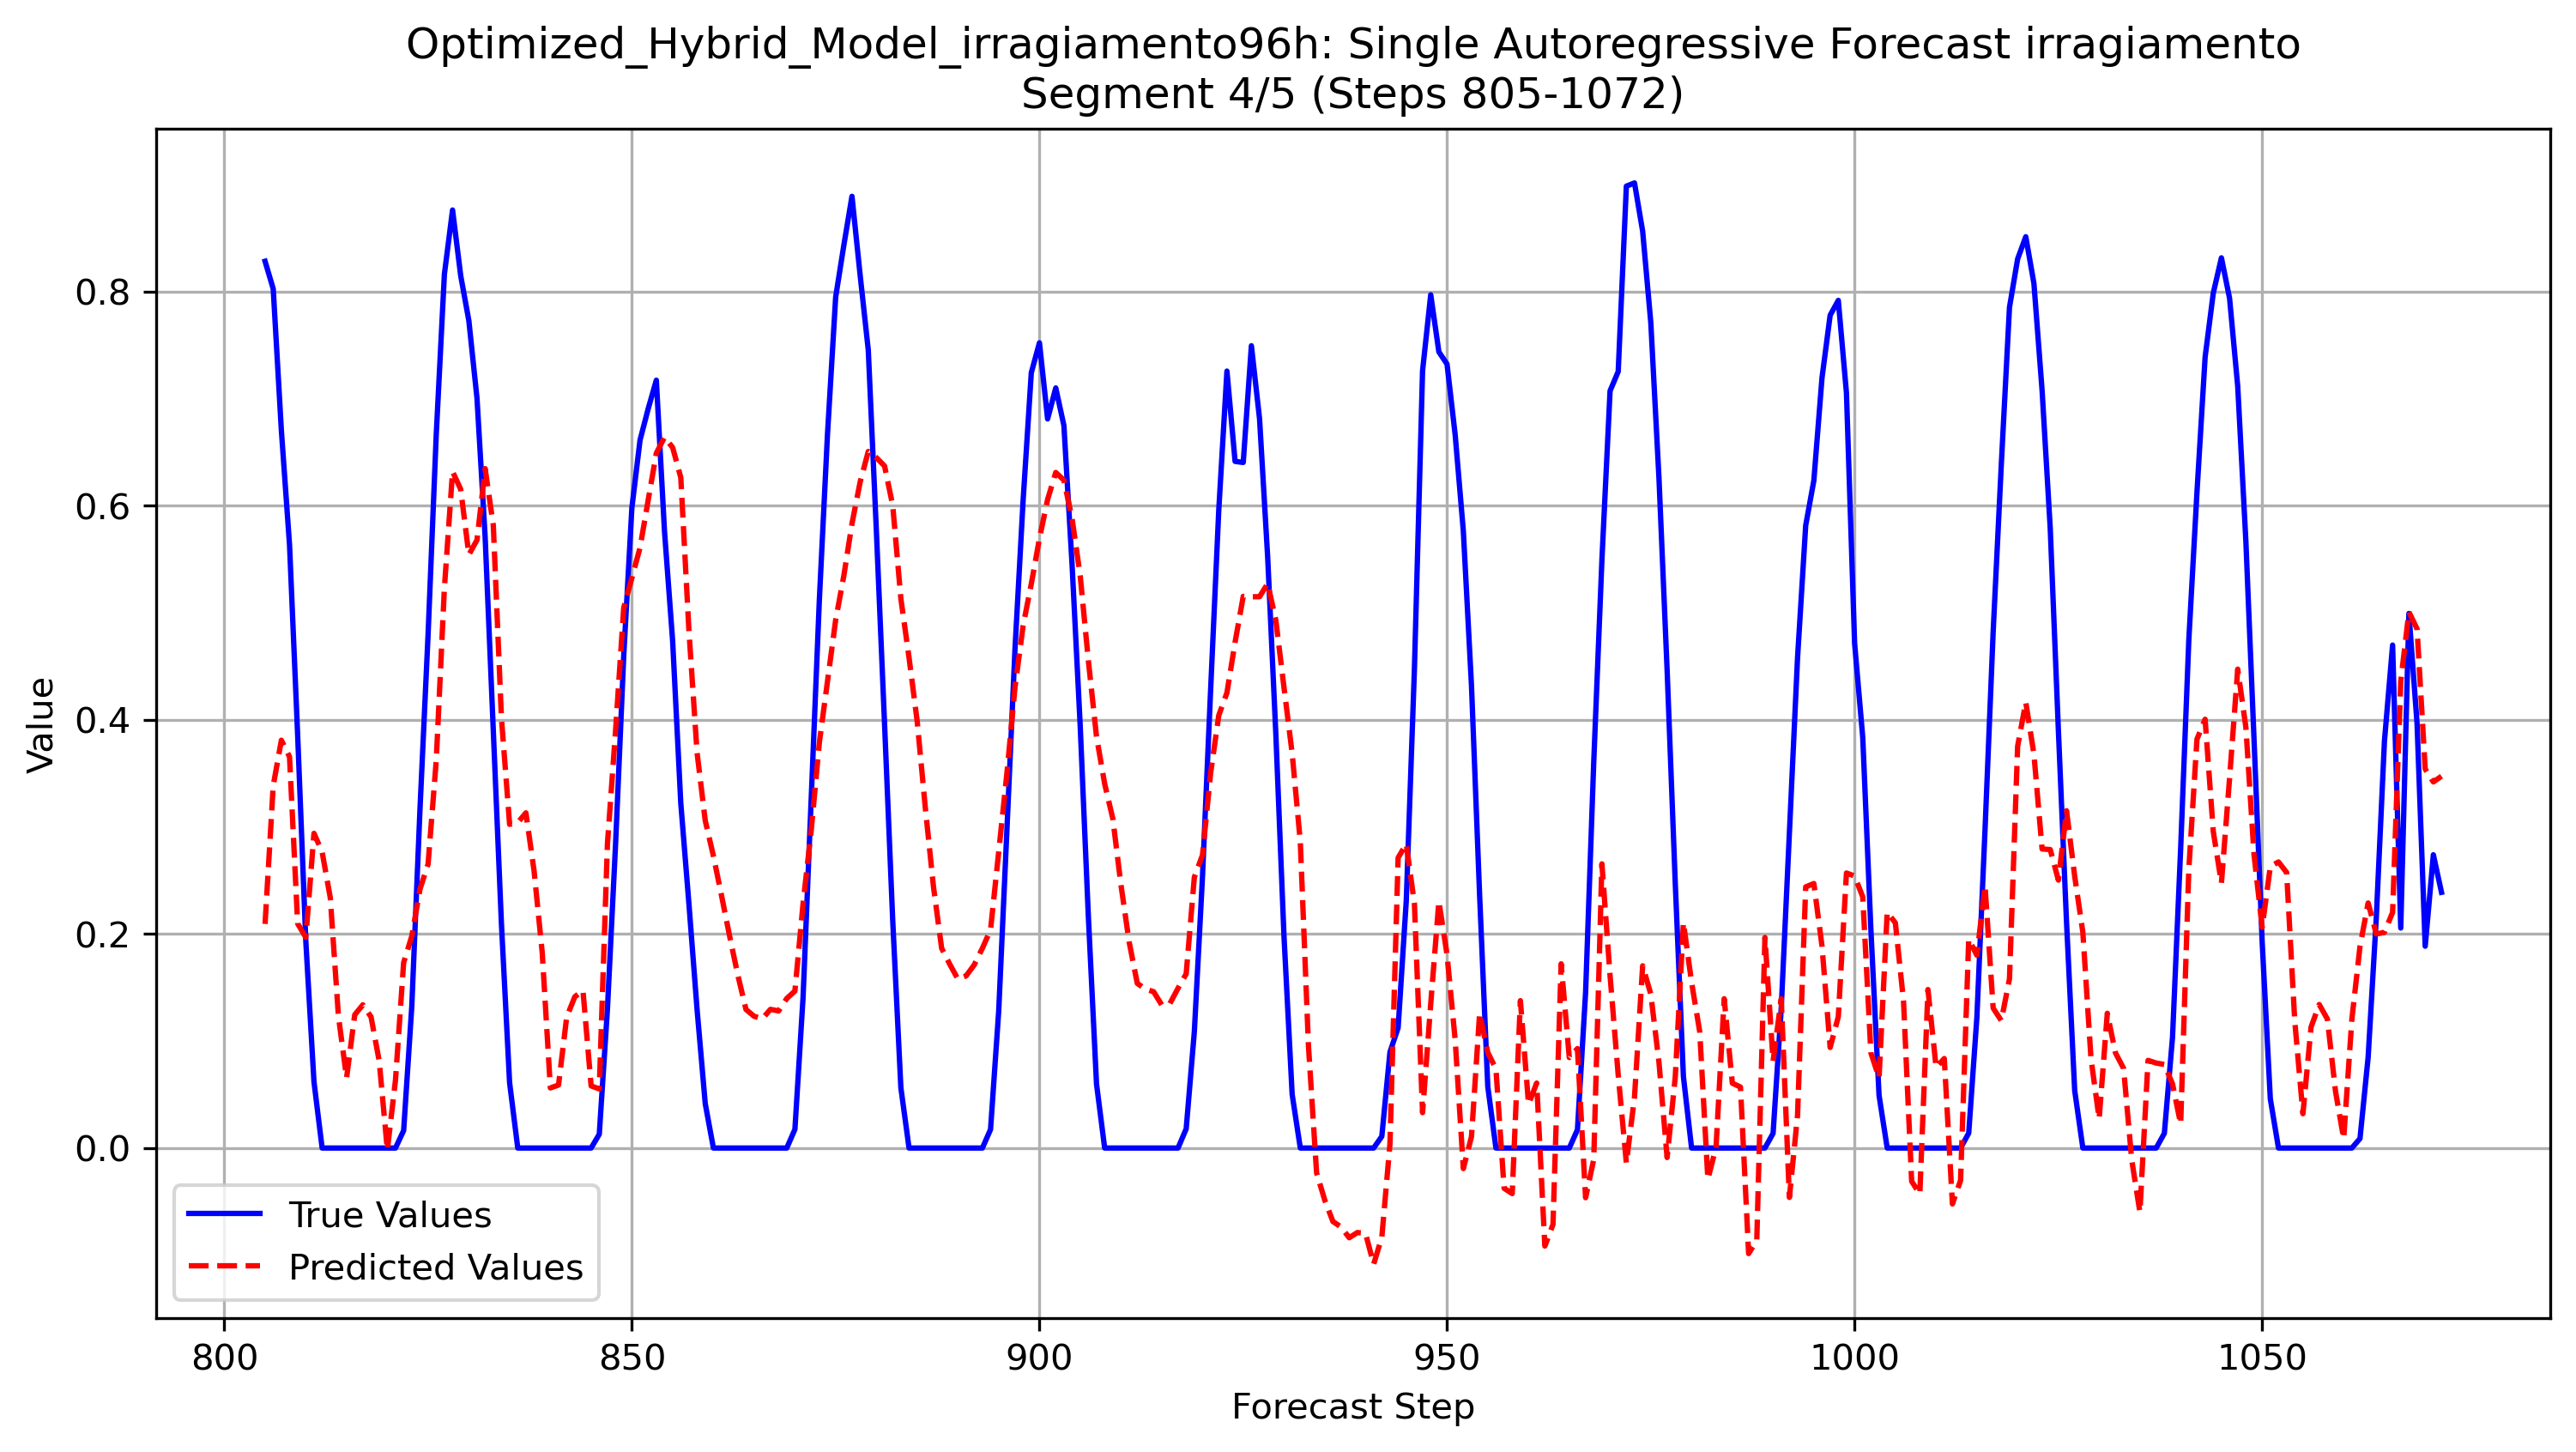 Optimized_Hybrid_Model_irragiamento96h: Single Autoregressive Forecast irragiamento
Segment 4/5 (Steps 805-1072)
Value
0.8
0.6
0.4
0.2
0.0
True Values
Predicted Values
800
850
900
950
1000
1050
Forecast Step